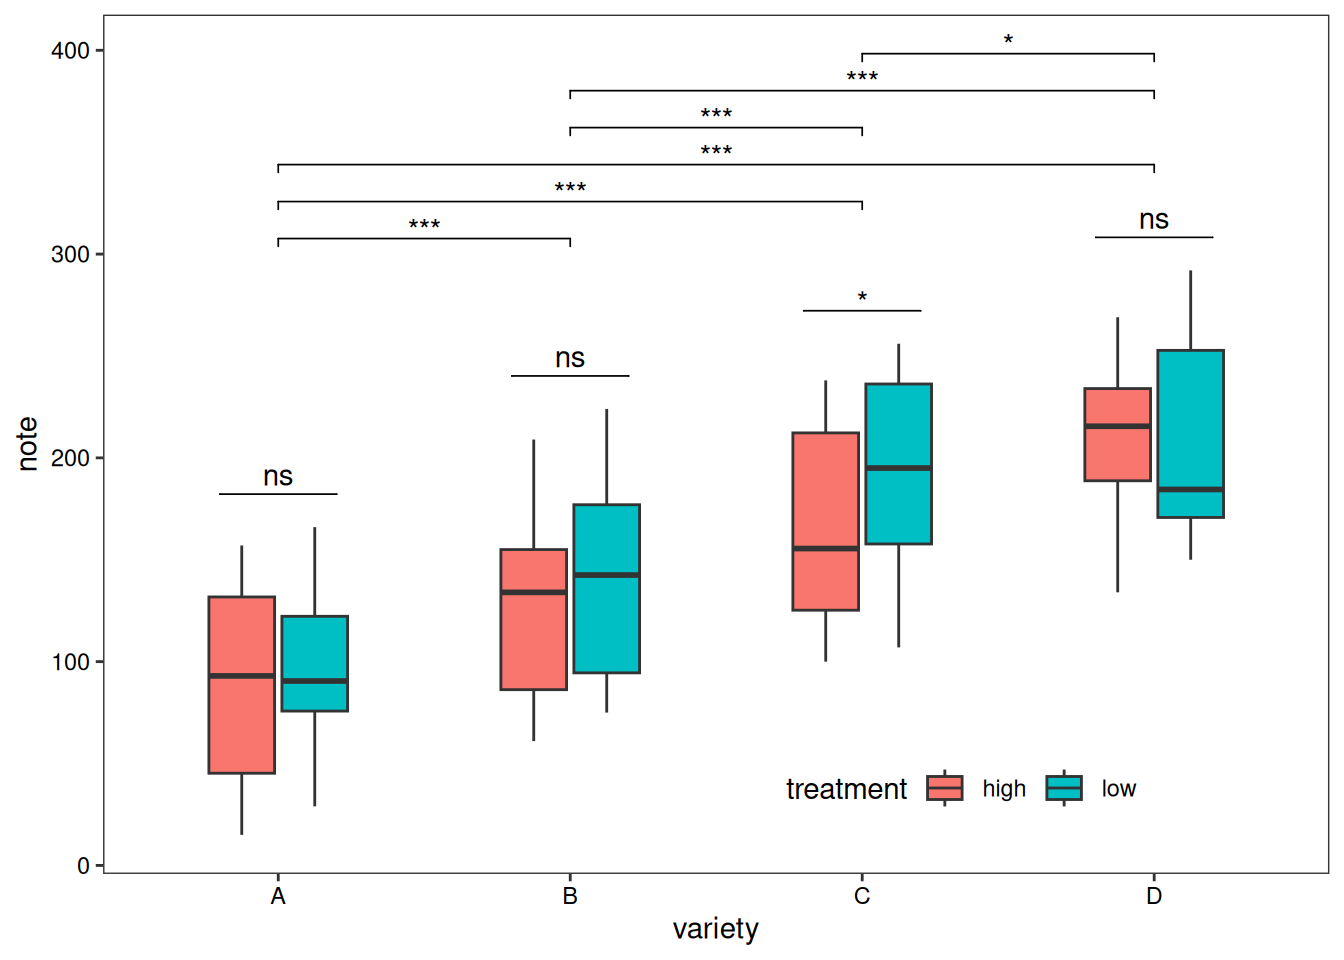 400
*
***
***
***
***
***
ns
300
*
ns
note
200
ns
100
treatment high low
0
A B C D
variety